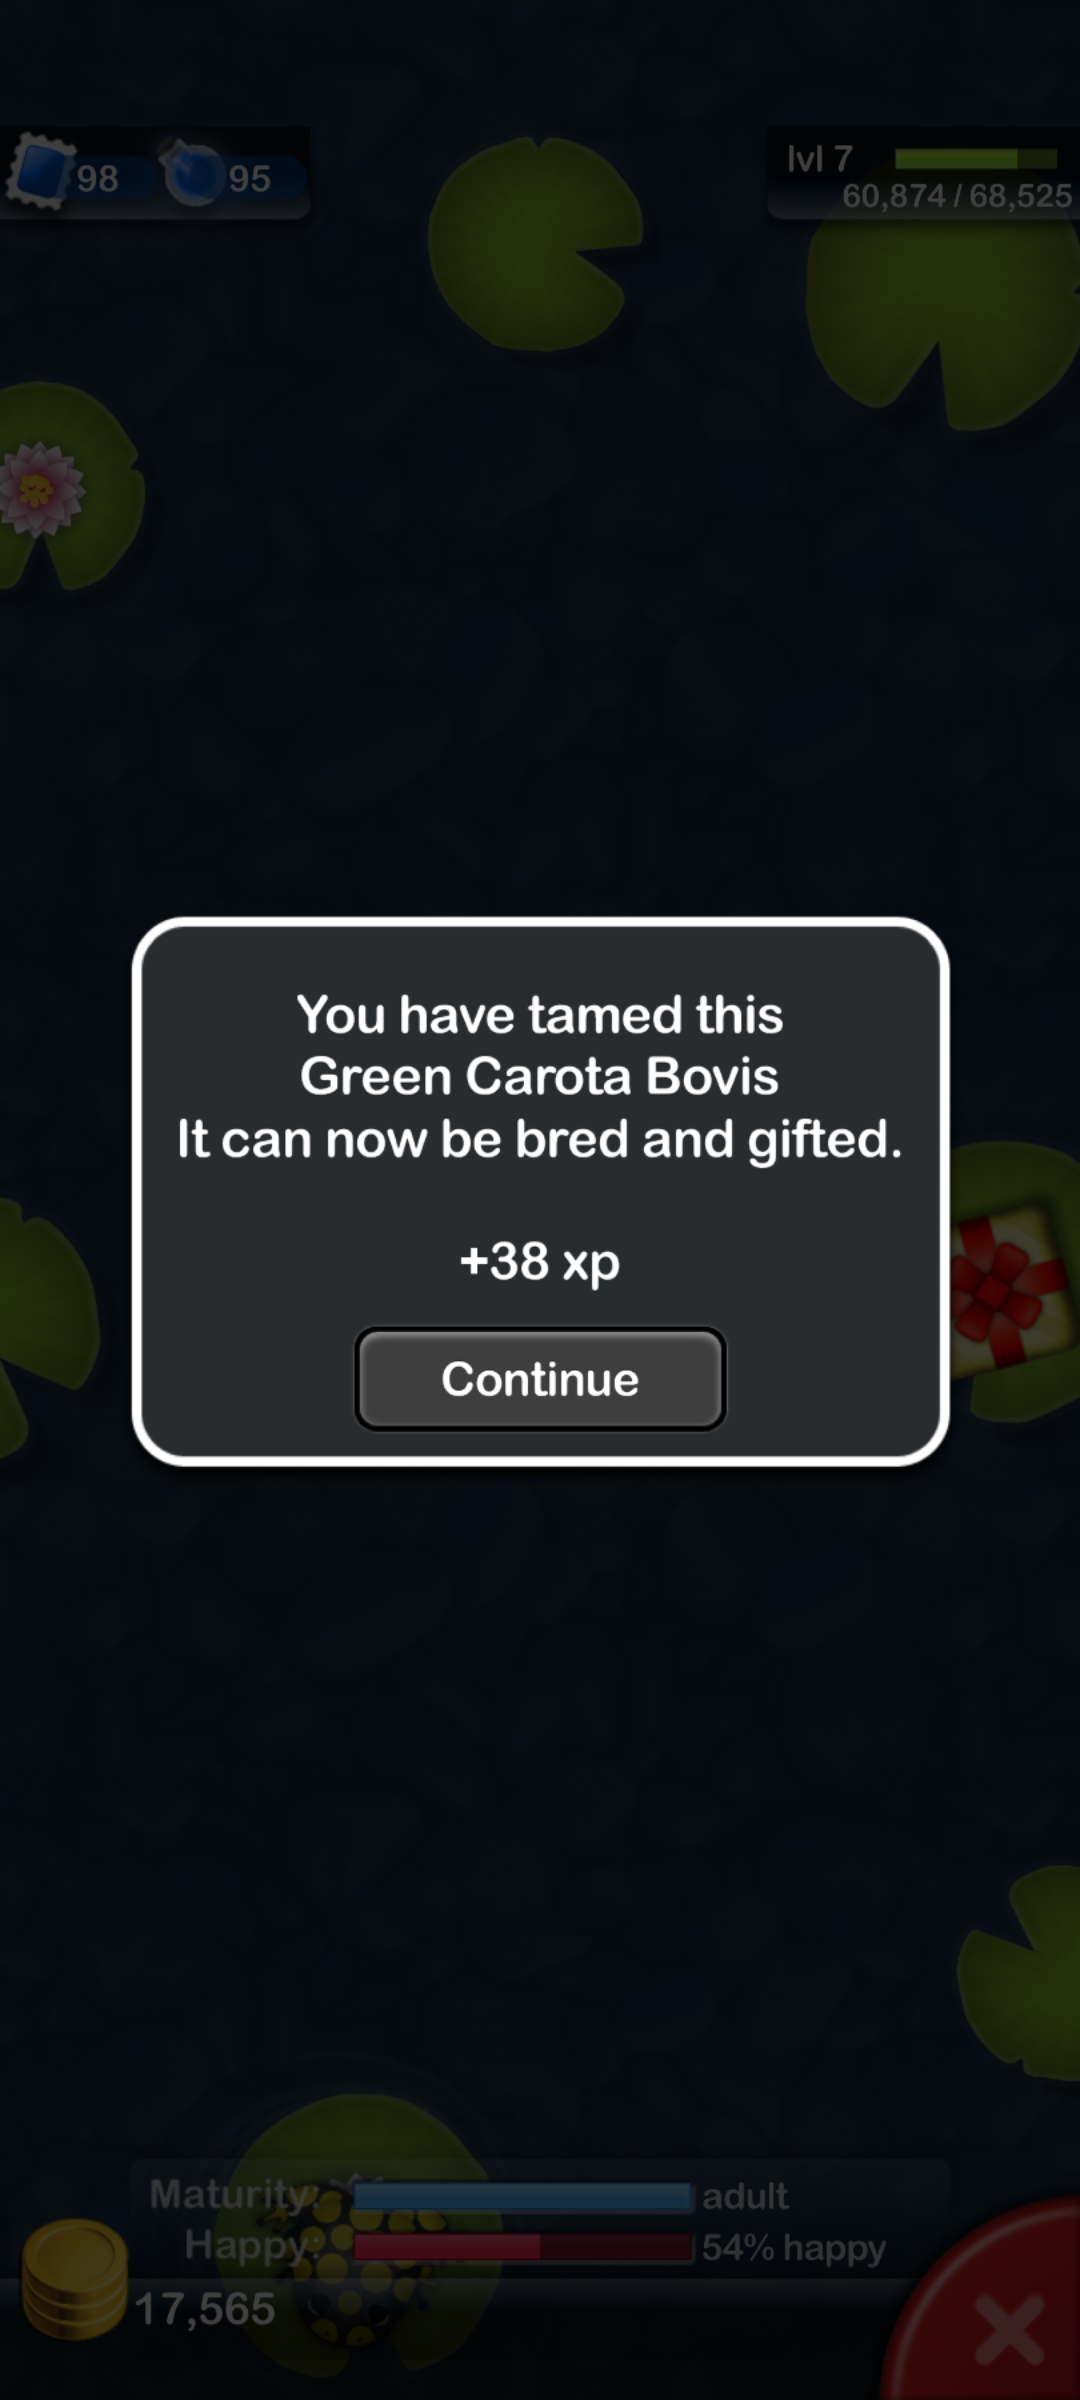 98 95
lvl 7
60,874 / 68,525
You have tamed this
Green Carota Bovis
It can now be bred and gifted.
+38 xp
Continue
Maturity: adult
Happy: 54% happy
17,565